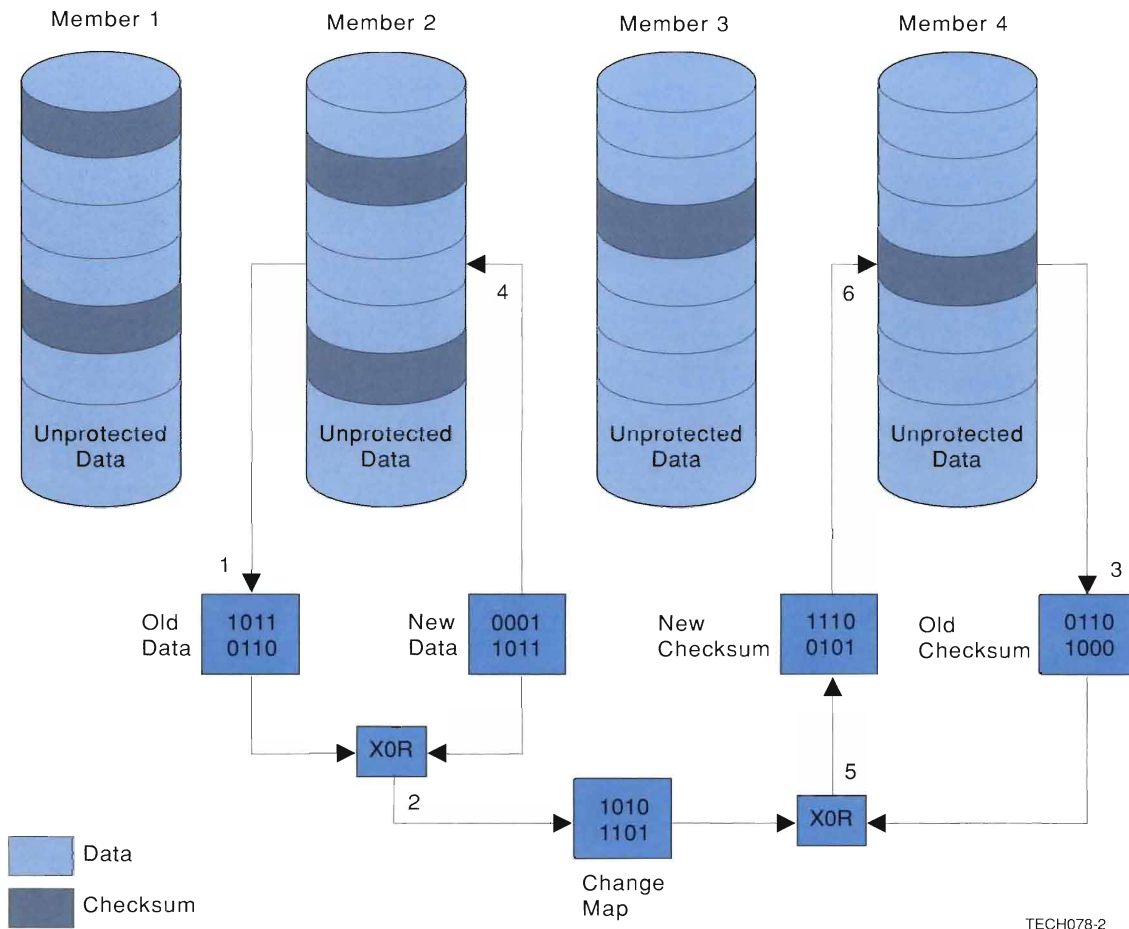 Member 1
Member 2
Member 3
Member 4
Unprotected
Data
Unprotected
Data
Unprotected
Data
Unprotected
Data
4
6
1
3
Old
Data
1011
0110
New
Data
0001
1011
New
Checksum
1110
0101
Old
Checksum
0110
1000
X0R
2
5
1010
1101
X0R
Change
Map
Data
Checksum
TECH078-2